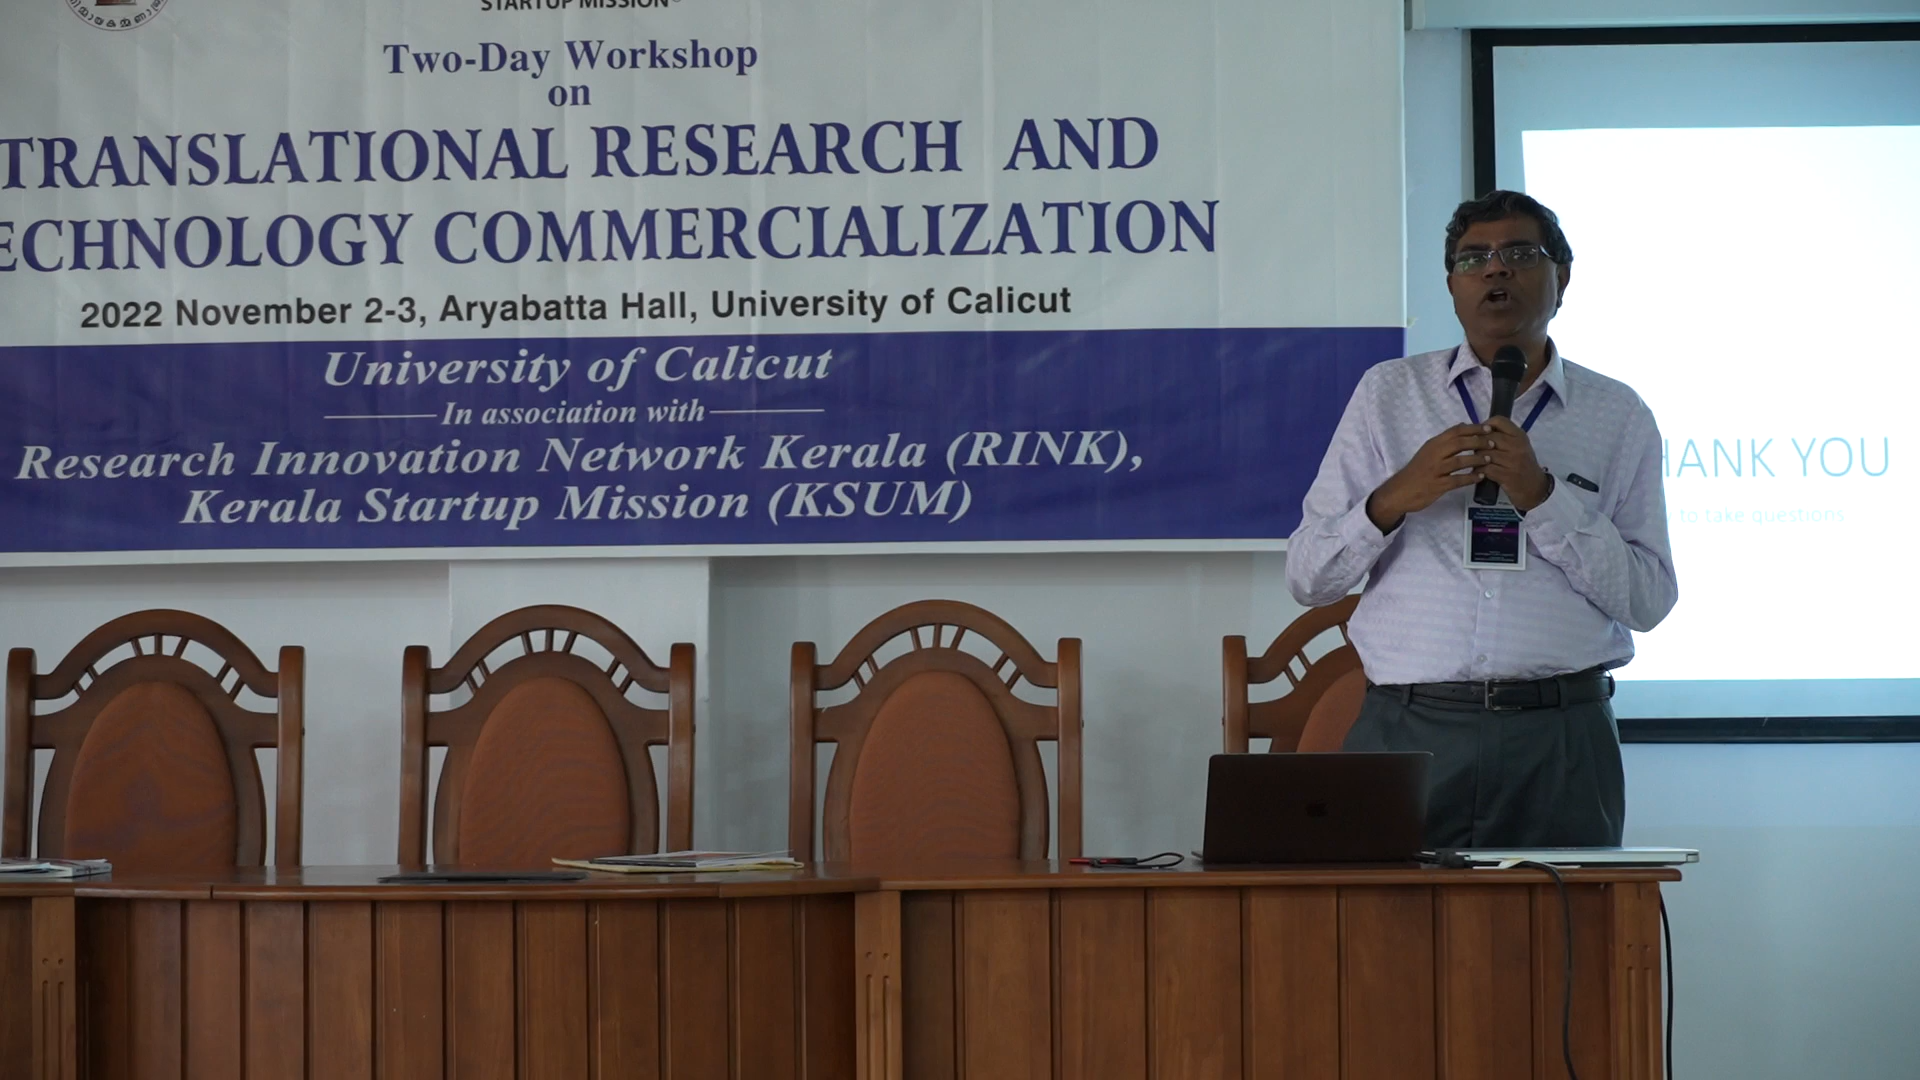 STARTUP MISSION
Two-Day Workshop
on
TRANSLATIONAL RESEARCH AND
ECHNOLOGY COMMERCIALIZATION
2022 November 2-3, Aryabatta Hall, University of Calicut
University of Calicut
In association with
Research Innovation Network Kerala (RINK),
Kerala Startup Mission (KSUM)
HANK YOU
to take questions